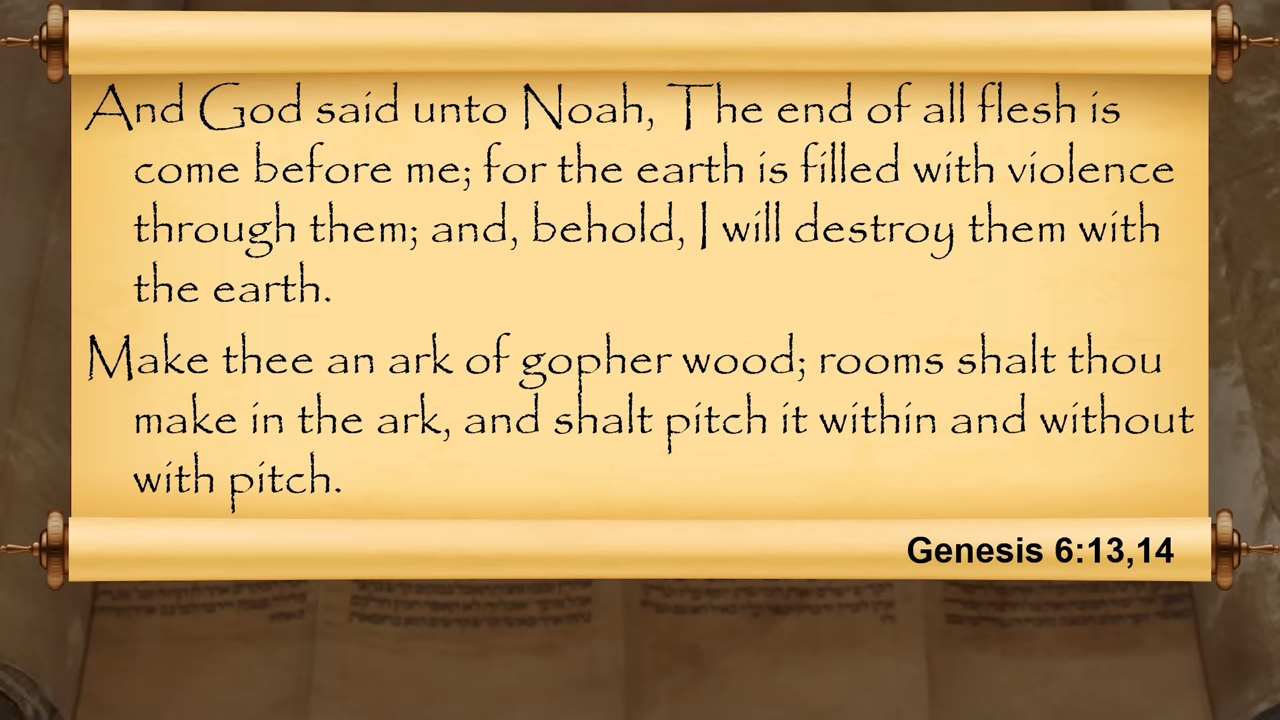 And God said unto Noah, The end of all flesh is
come before me; for the earth is filled with violence
through them; and, behold, I will destroy them with
the earth.
Make thee an ark of gopher wood; rooms shalt thou
make in the ark, and shalt pitch it within and without
with pitch.
Genesis 6:13,14